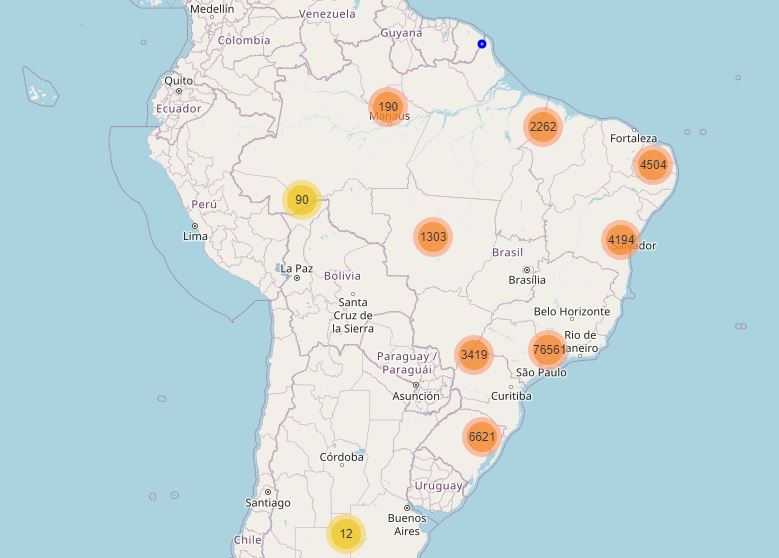 Medellín
Venezuela
Guyana
Colombia
Quito
Ecuador
190
Manaus
2262
Fortaleza
4504
90
Perú
Lima
1303
4194
Salvador
Brasil
La Paz
Bolivia
Brasília
Santa
Cruz de
la Sierra
Belo Horizonte
Rio de
Janeiro
76561
3419
Paraguay /
Paraguái
São Paulo
Asunción
Curitiba
6621
Córdoba
Uruguay
Santiago
Buenos
Aires
12
Chile